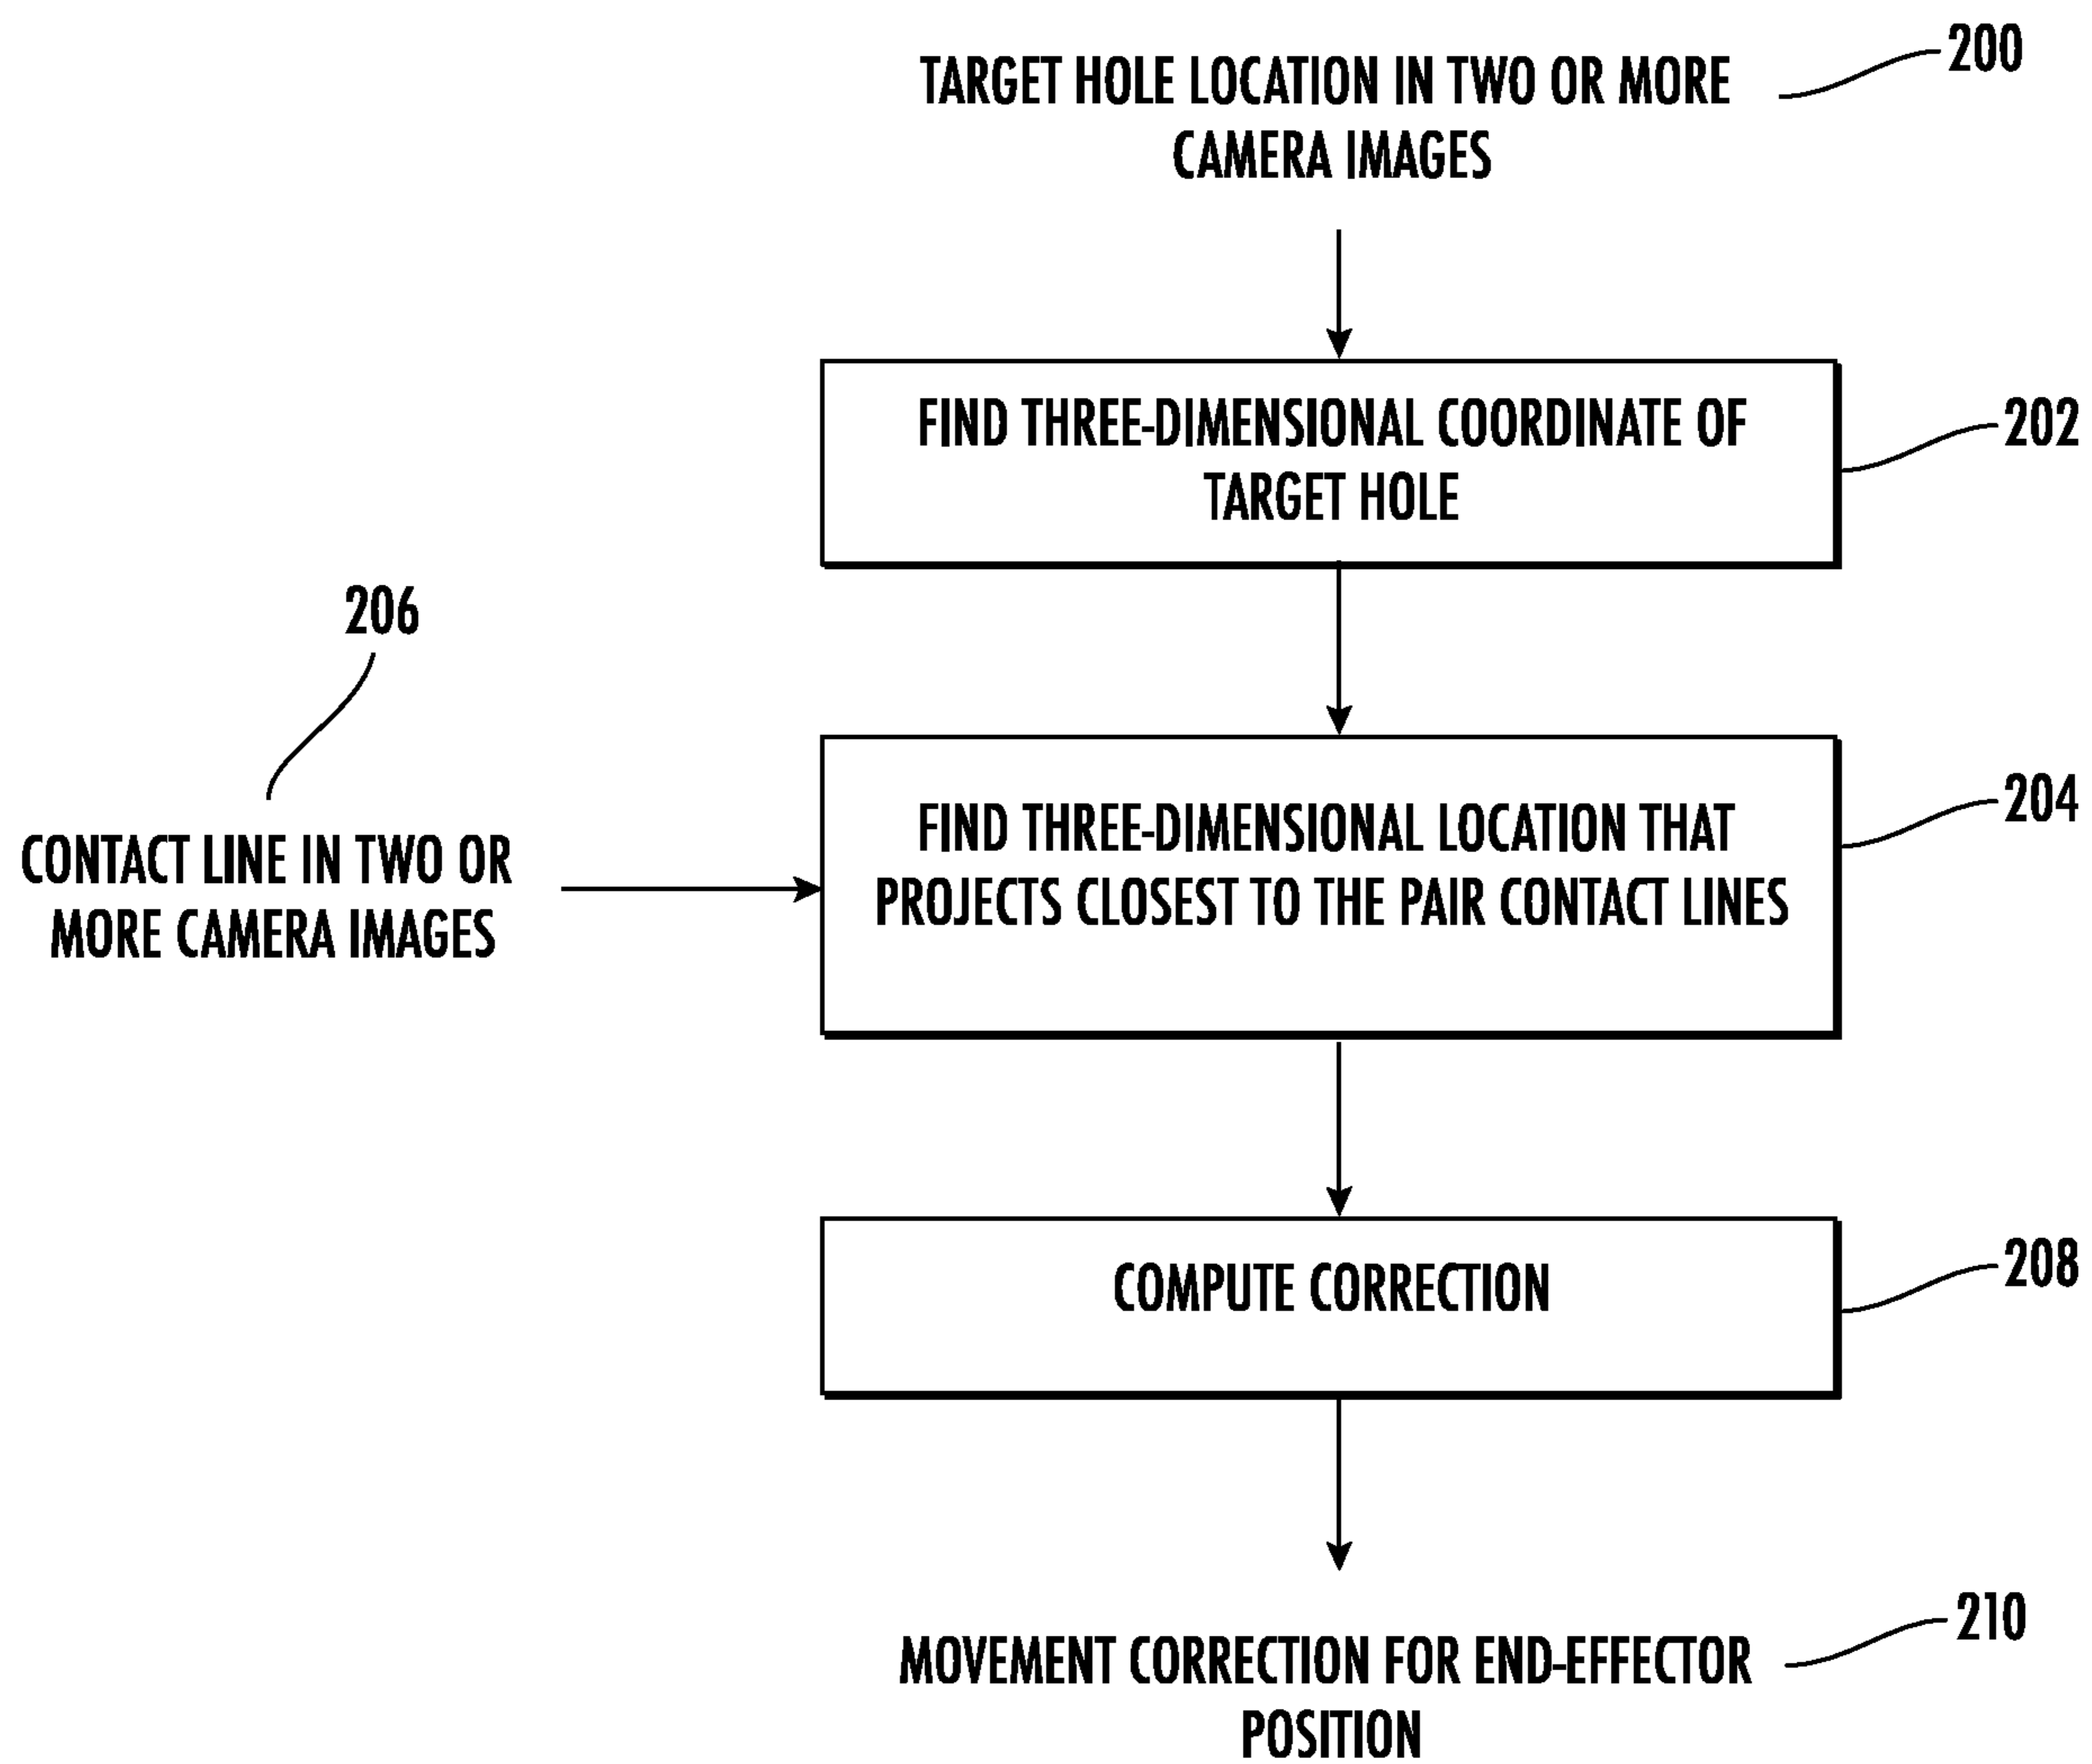 TARGET HOLE LOCATION IN TWO OR MORE
CAMERA IMAGES
200
FIND THREE-DIMENSIONAL COORDINATE OF
TARGET HOLE
202
206
CONTACT LINE IN TWO OR
MORE CAMERA IMAGES
FIND THREE-DIMENSIONAL LOCATION THAT
PROJECTS CLOSEST TO THE PAIR CONTACT LINES
204
COMPUTE CORRECTION
208
MOVEMENT CORRECTION FOR END-EFFECTOR
POSITION
210